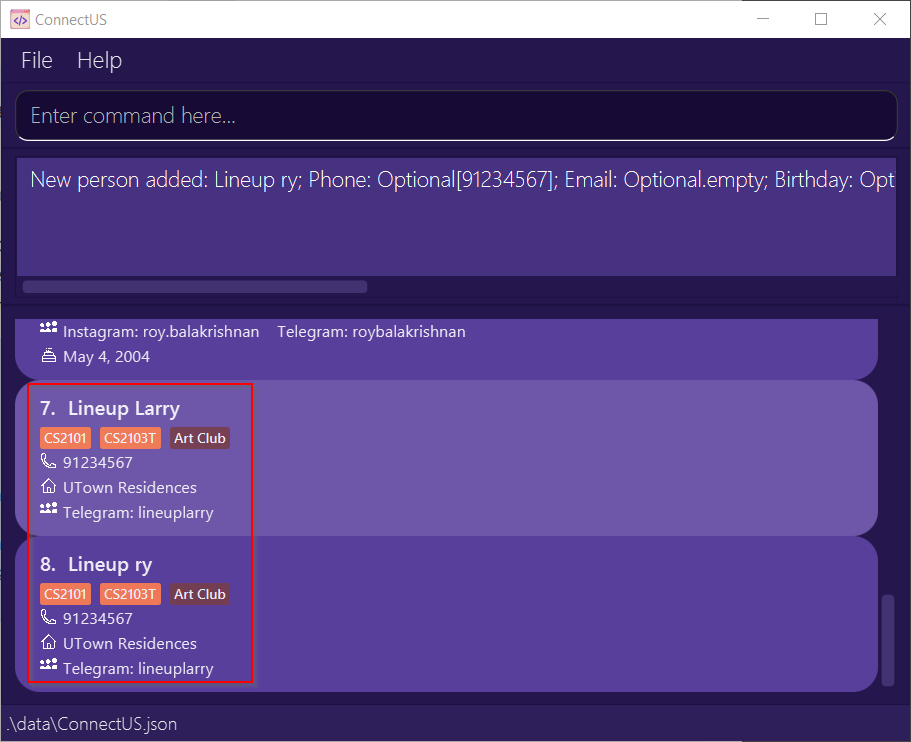 ConnectUS
File Help
Enter command here...
New person added: Lineup ry; Phone: Optional[91234567]; Email: Optional.empty; Birthday: Opt
Instagram: roy.balakrishnan Telegram: roybalakrishnan
May 4, 2004
7. Lineup Larry
CS2101 CS2103T Art Club
91234567
UTown Residences
Telegram: lineuplarry
8. Lineup ry
CS2101 CS2103T Art Club
91234567
UTown Residences
Telegram: lineuplarry
.\data\ConnectUS.json